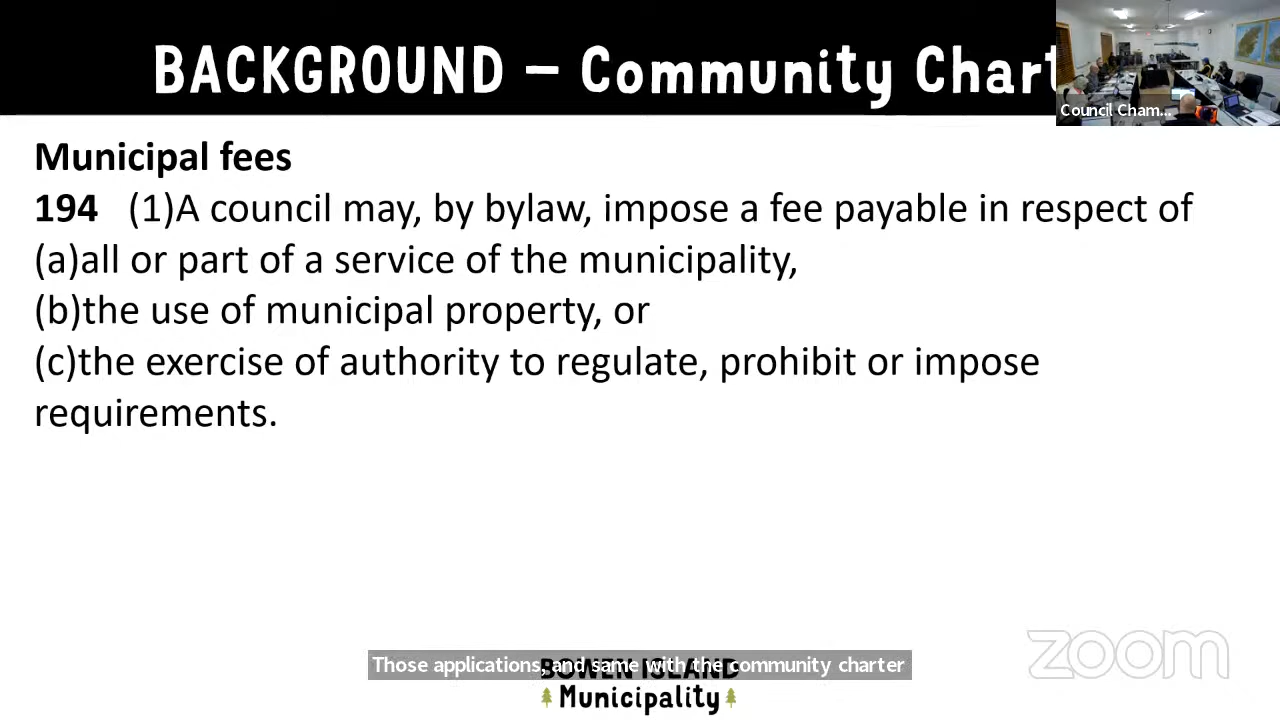 BACKGROUND – Community Chart
Council Cham...
Municipal fees
194 (1)A council may, by bylaw, impose a fee payable in respect of
(a)all or part of a service of the municipality,
(b)the use of municipal property, or
(c)the exercise of authority to regulate, prohibit or impose
requirements.
zoom
Those applications, and same with the community charter
BOWEN ISLAND
Municipality